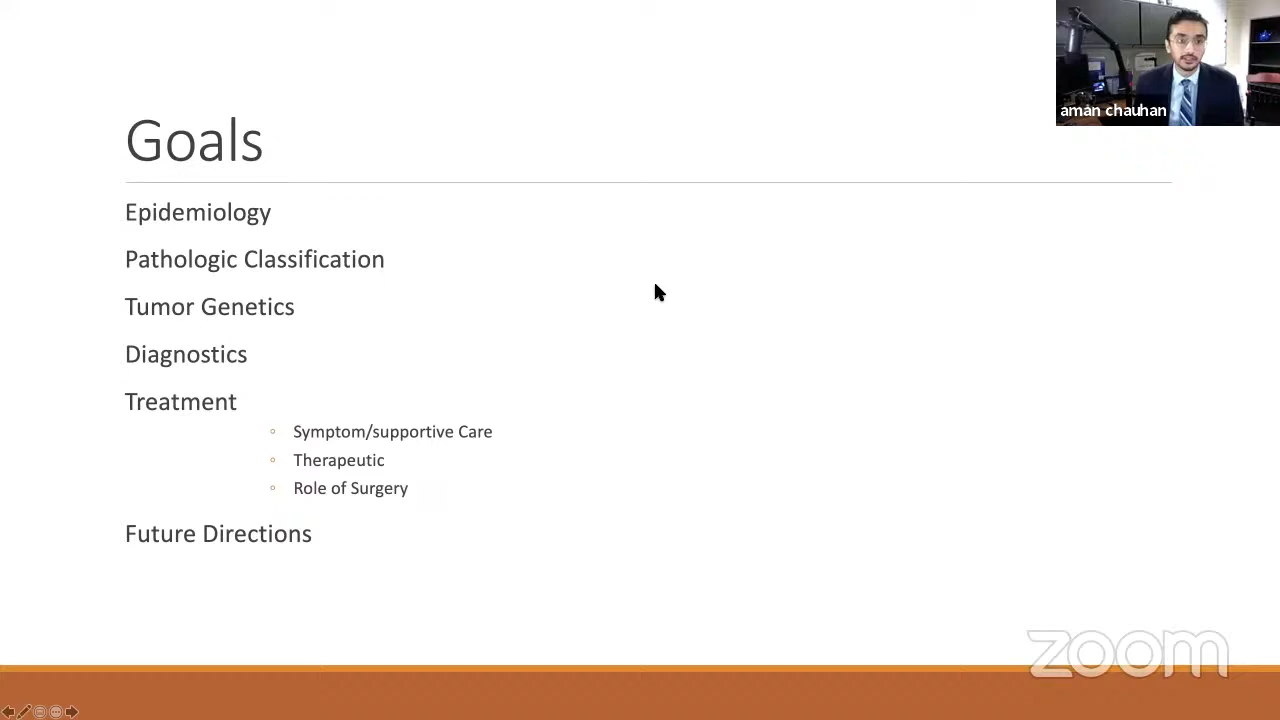 aman chauhan
Goals
Epidemiology
Pathologic Classification
Tumor Genetics
Diagnostics
Treatment
Symptom/supportive Care
Therapeutic
Role of Surgery
Future Directions
zoom